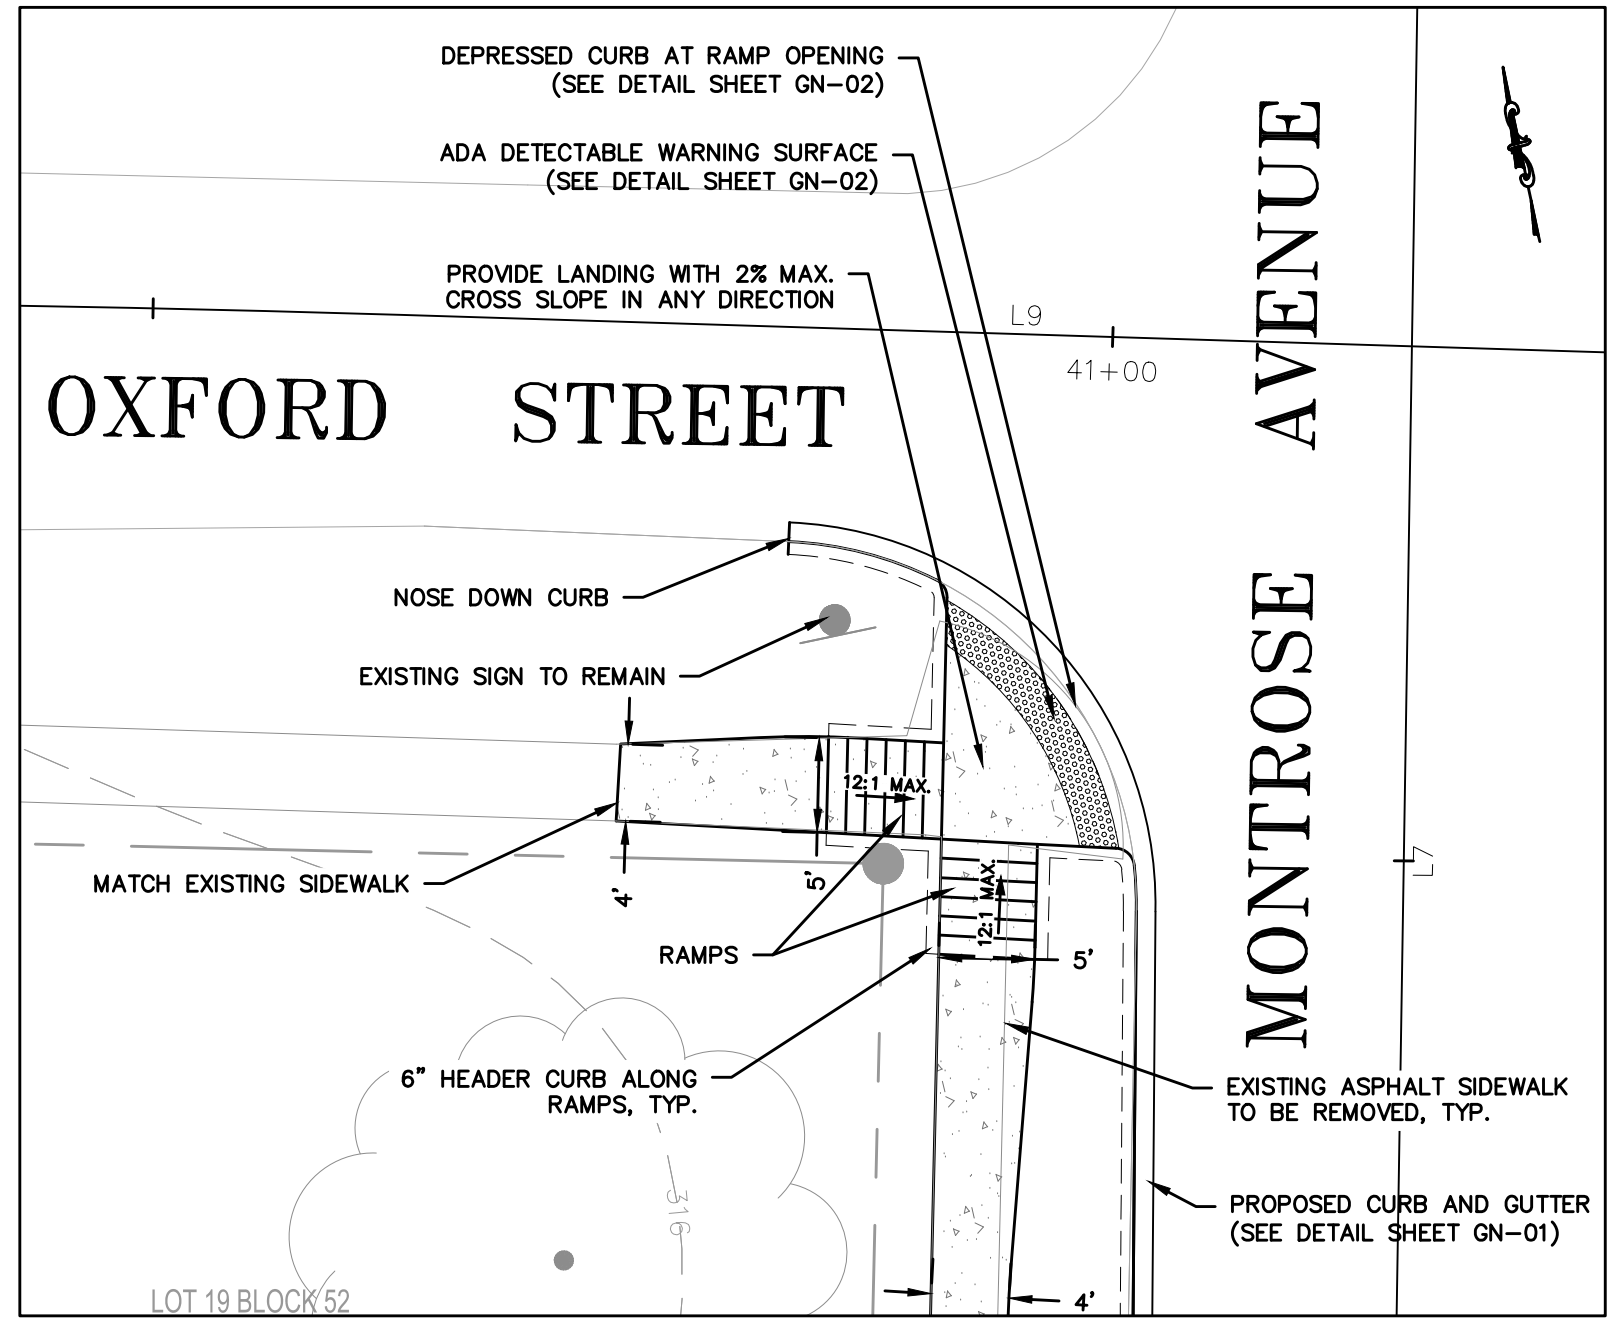 DEPRESSED CURB AT RAMP OPENING
(SEE DETAIL SHEET GN-02)
ADA DETECTABLE WARNING SURFACE
(SEE DETAIL SHEET GN-02)
PROVIDE LANDING WITH 2% MAX.
CROSS SLOPE IN ANY DIRECTION
L9
41+00
OXFORD STREET
MONTROSE AVENUE
NOSE DOWN CURB
EXISTING SIGN TO REMAIN
12:1 MAX.
MATCH EXISTING SIDEWALK
4'
5'
12:1 MAX.
L7
RAMPS
5'
6" HEADER CURB ALONG
RAMPS, TYP.
EXISTING ASPHALT SIDEWALK
TO BE REMOVED, TYP.
316
PROPOSED CURB AND GUTTER
(SEE DETAIL SHEET GN-01)
LOT 19 BLOCK 52
4'